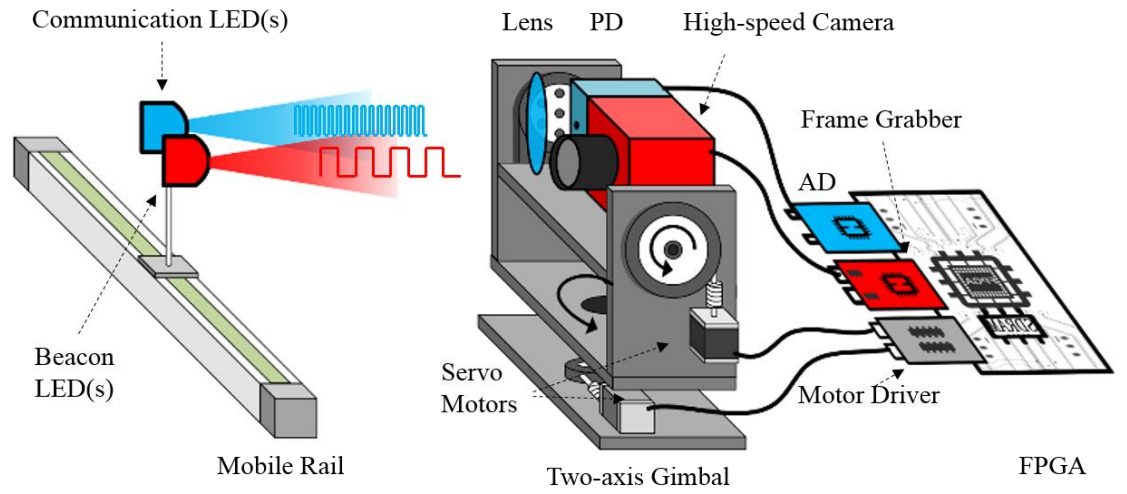 Communication LED(s)
Lens
PD
High-speed Camera
Frame Grabber
AD
Beacon
LED(s)
Servo
Motors
Motor Driver
Mobile Rail
Two-axis Gimbal
FPGA